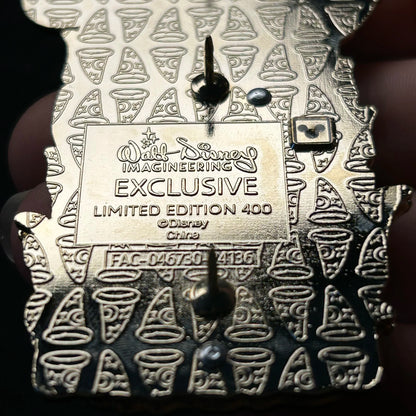 Walt Disney
IMAGINEERING
EXCLUSIVE
LIMITED EDITION 400
©Disney
China